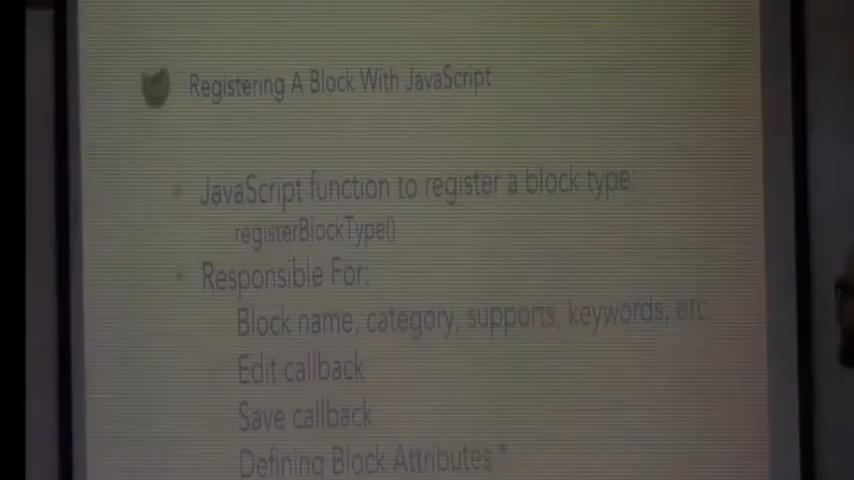 Registering A Block With JavaScript
JavaScript function to register a block type:
registerBlockType()
Responsible For:
Block name, category, supports, keywords, etc
Edit callback
Save callback
Defining Block Attributes *